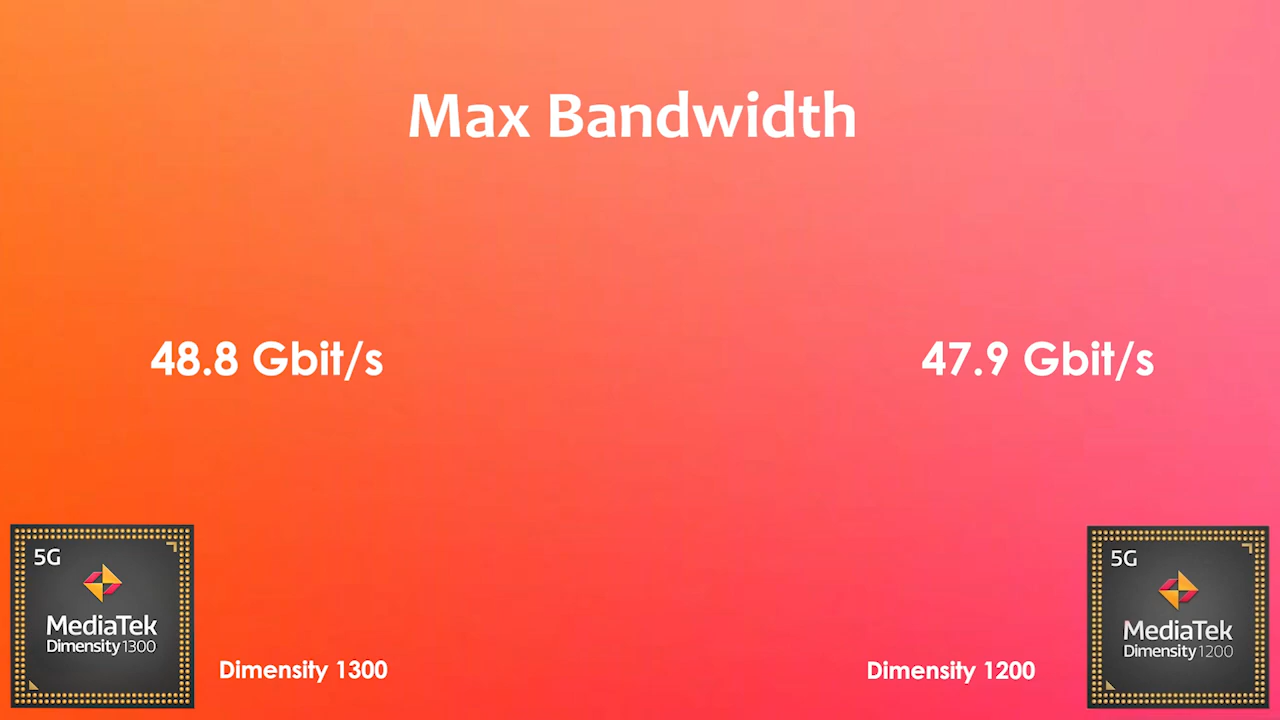 Max Bandwidth
48.8 Gbit/s
47.9 Gbit/s
5G
MediaTek
Dimensity 1300
Dimensity 1300
Dimensity 1200
5G
MediaTek
Dimensity 1200